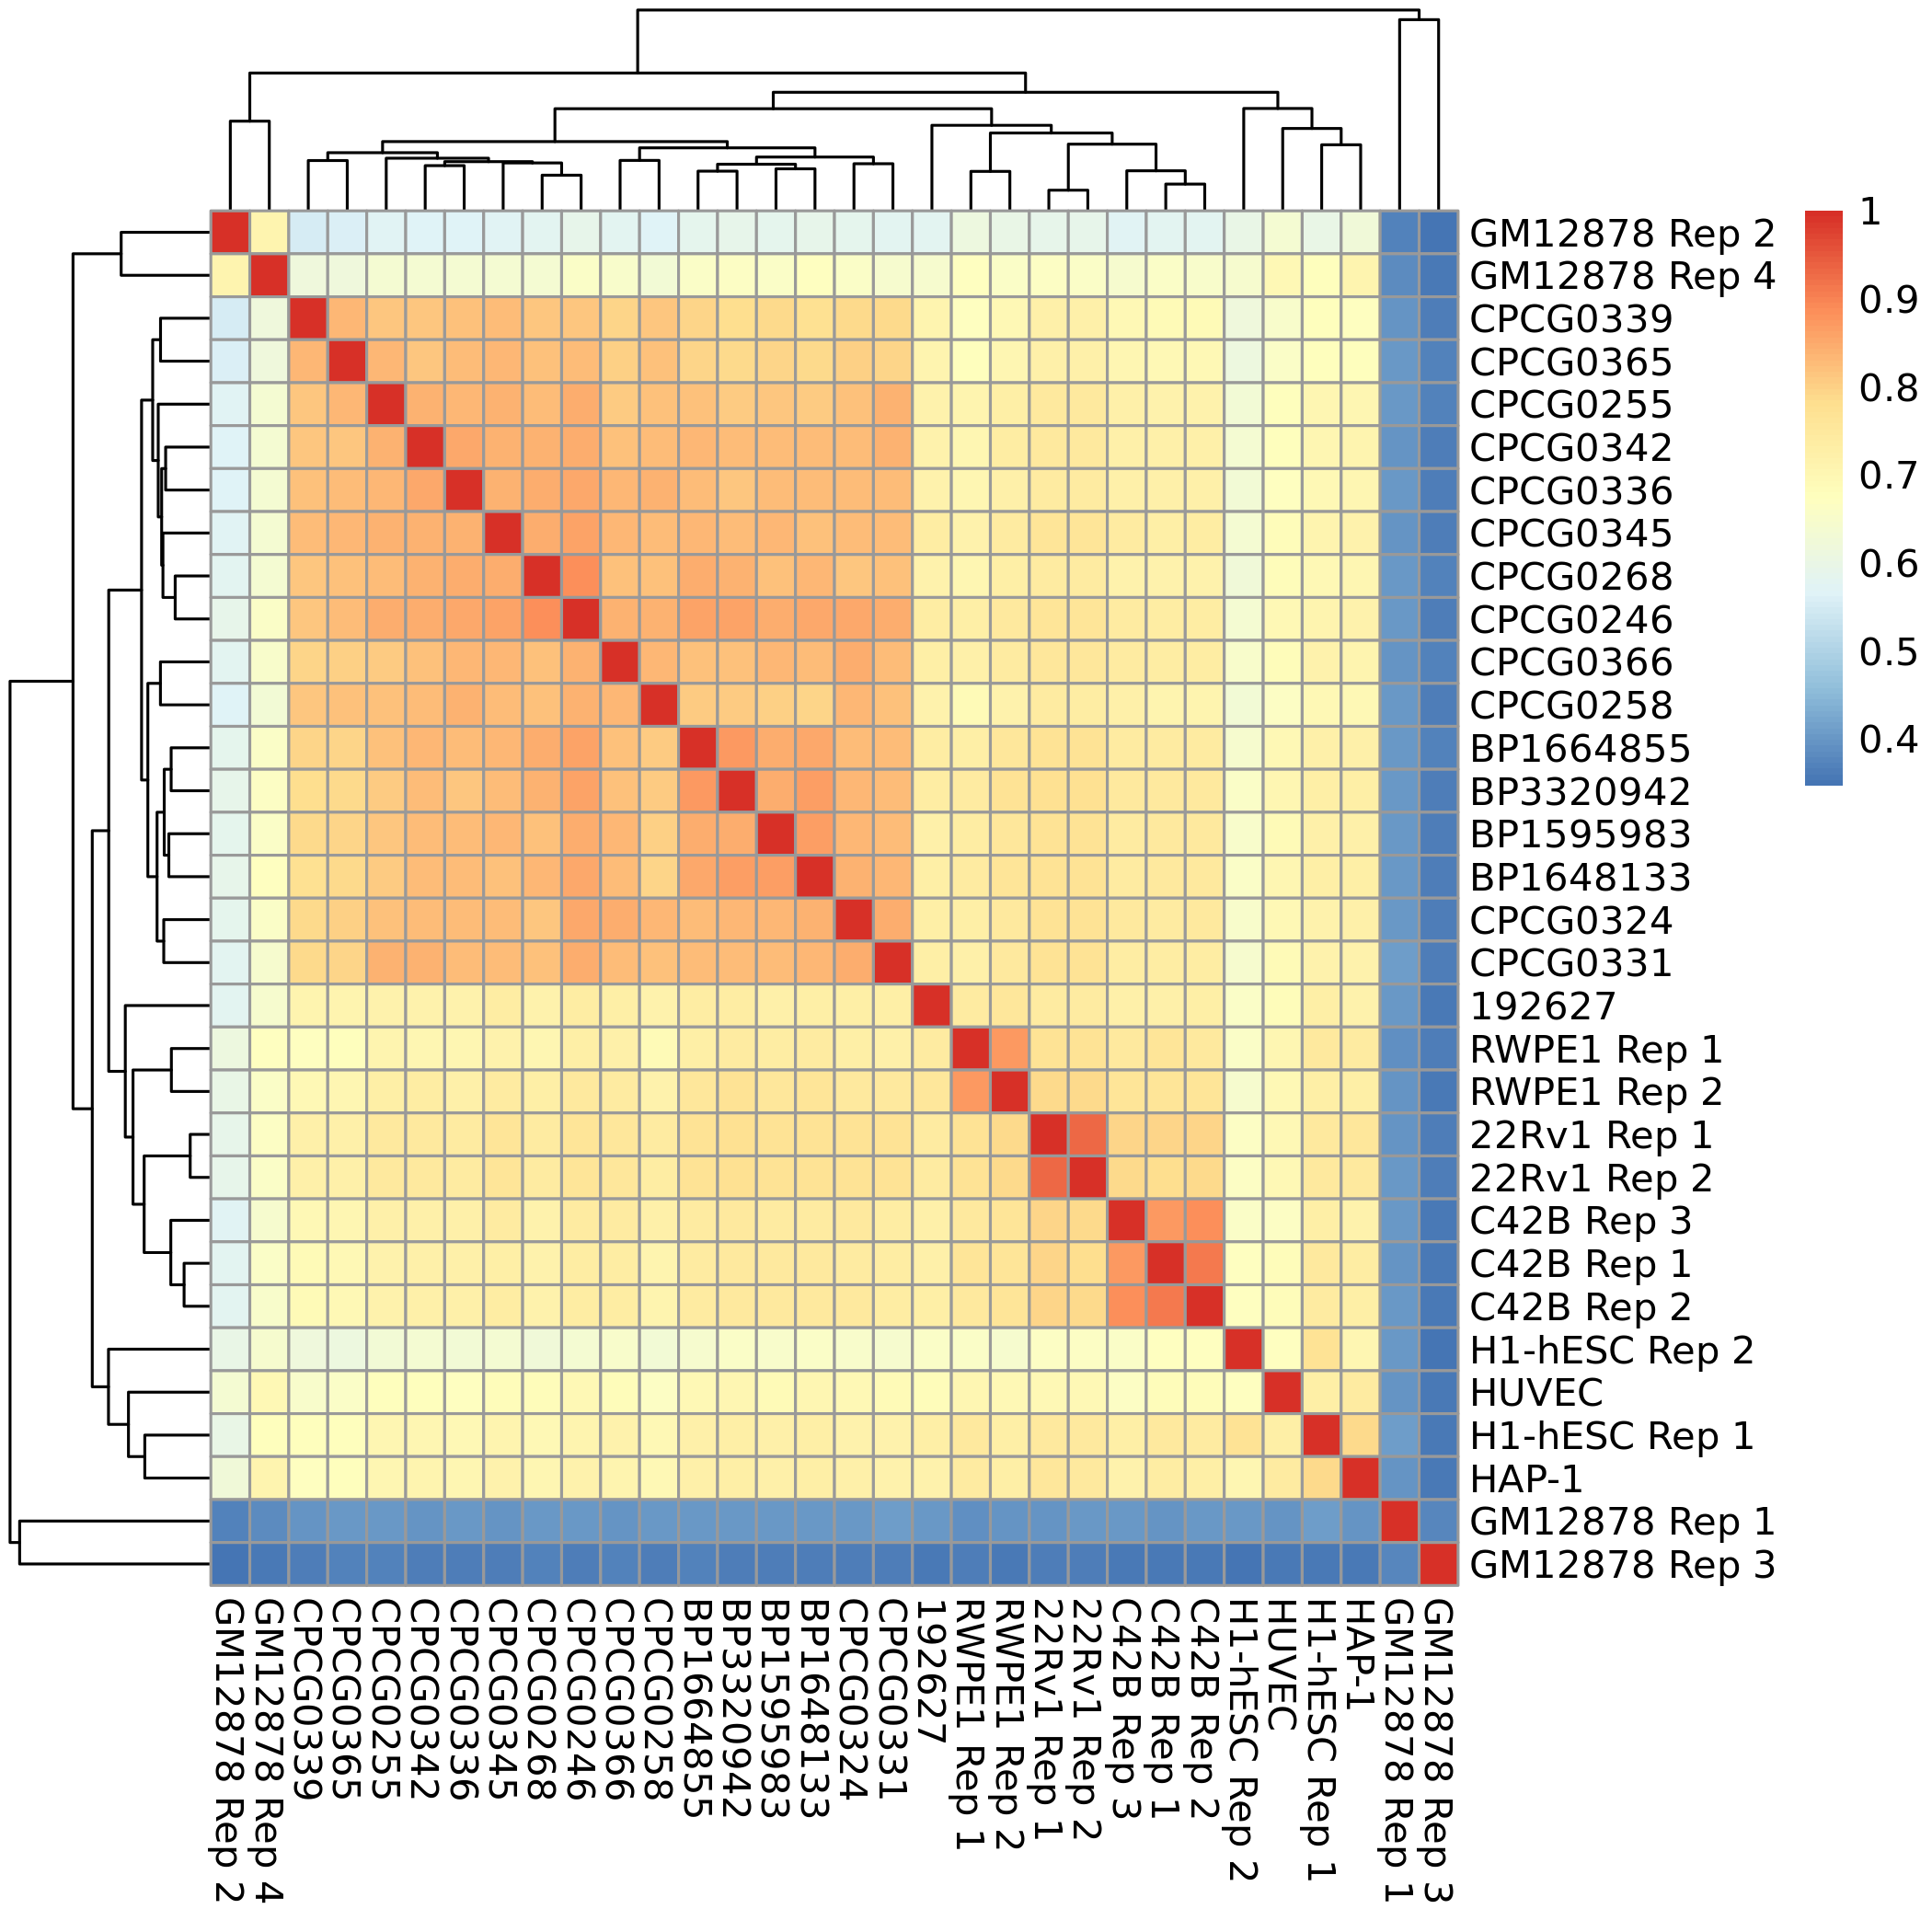 GM12878 Rep 2
GM12878 Rep 4
CPCG0339
CPCG0365
CPCG0255
CPCG0342
CPCG0336
CPCG0345
CPCG0268
CPCG0246
CPCG0366
CPCG0258
BP1664855
BP3320942
BP1595983
BP1648133
CPCG0324
CPCG0331
192627
RWPE1 Rep 1
RWPE1 Rep 2
22Rv1 Rep 1
22Rv1 Rep 2
C42B Rep 3
C42B Rep 1
C42B Rep 2
H1-hESC Rep 2
HUVEC
H1-hESC Rep 1
HAP-1
GM12878 Rep 1
GM12878 Rep 3
1
0.9
0.8
0.7
0.6
0.5
0.4
GM12878 Rep 2
GM12878 Rep 4
CPCG0339
CPCG0365
CPCG0255
CPCG0342
CPCG0336
CPCG0345
CPCG0268
CPCG0246
CPCG0366
CPCG0258
BP1664855
BP3320942
BP1595983
BP1648133
CPCG0324
CPCG0331
192627
RWPE1 Rep 1
RWPE1 Rep 2
22Rv1 Rep 1
22Rv1 Rep 2
C42B Rep 3
C42B Rep 1
C42B Rep 2
H1-hESC Rep 2
HUVEC
H1-hESC Rep 1
HAP-1
GM12878 Rep 1
GM12878 Rep 3